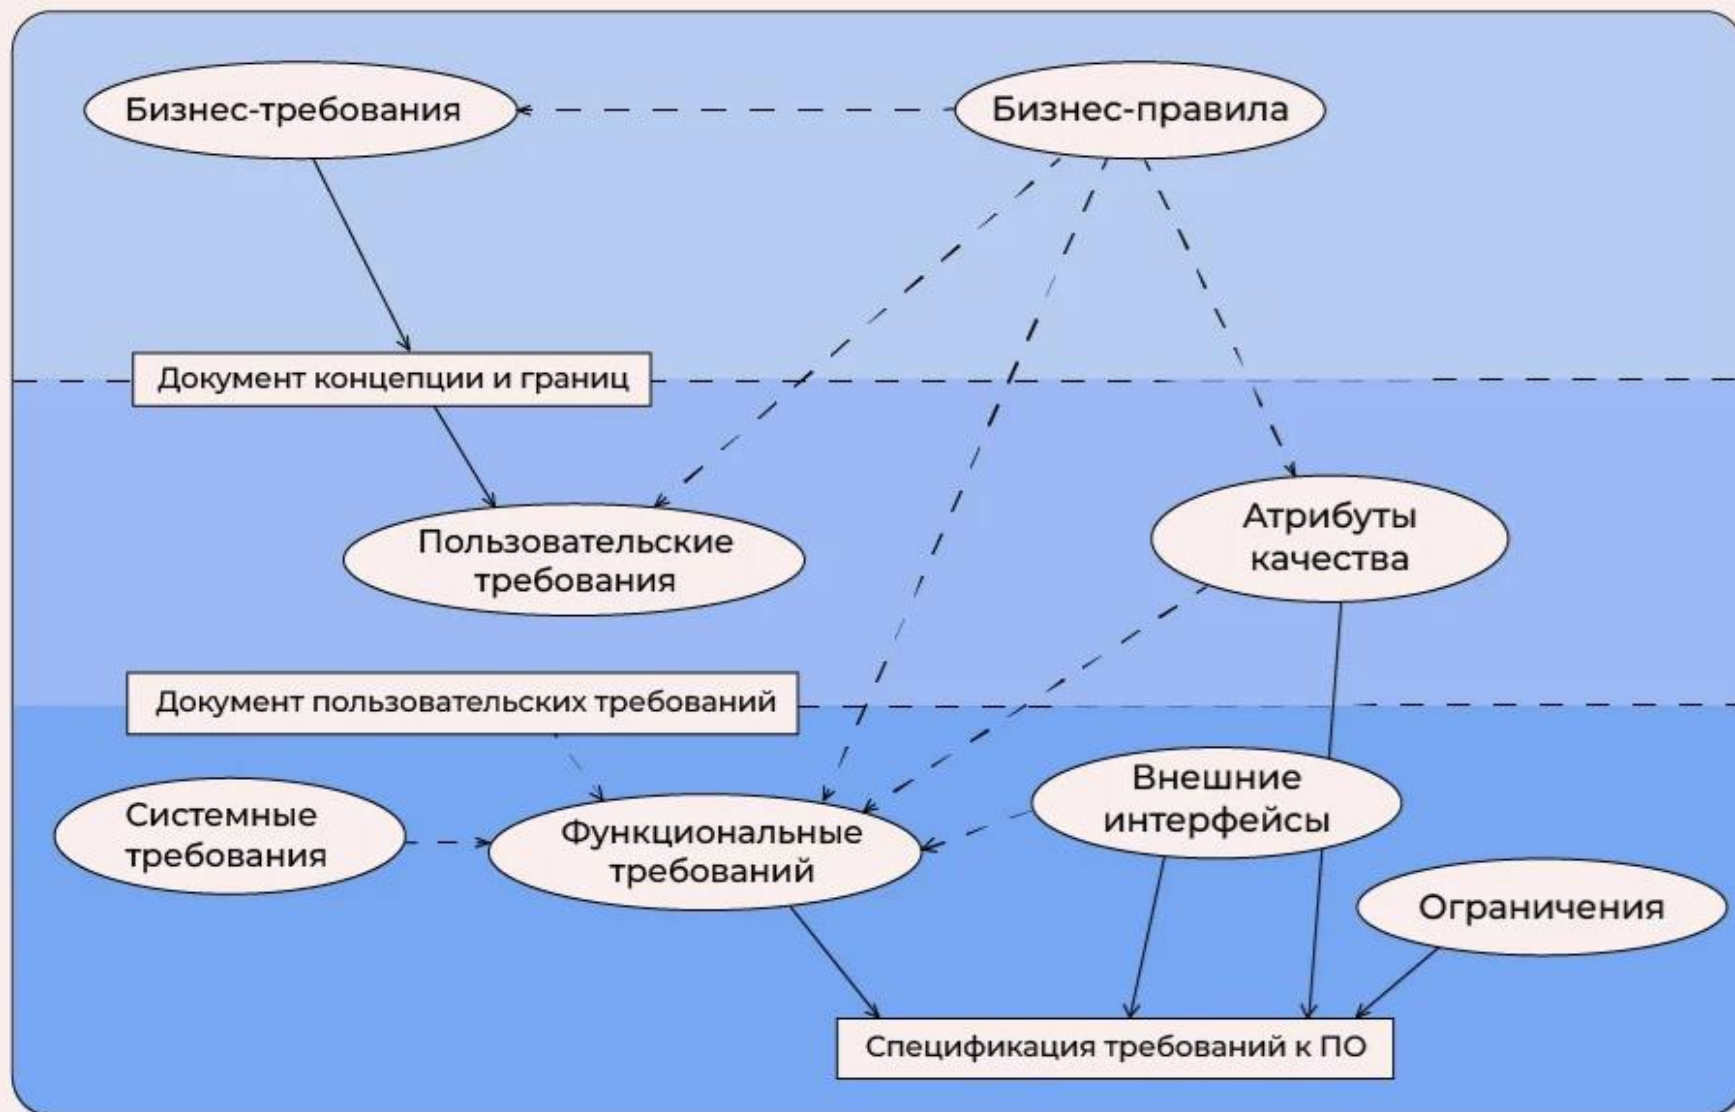 Бизнес-требования
Бизнес-правила
Документ концепции и границ
Пользовательские
требования
Атрибуты
качества
Документ пользовательских требований
Системные
требования
Функциональные
требований
Внешние
интерфейсы
Ограничения
Спецификация требований к ПО